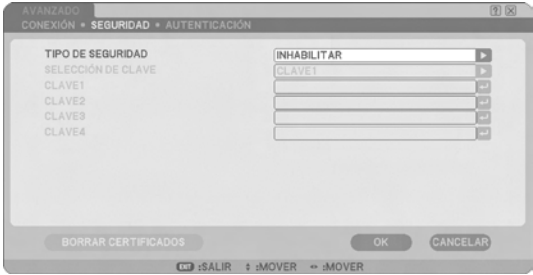 AVANZADO
CONEXIÓN • SEGURIDAD • AUTENTICACIÓN
TIPO DE SEGURIDAD INHABILITAR
SELECCIÓN DE CLAVE CLAVE1
CLAVE1
CLAVE2
CLAVE3
CLAVE4
BORRAR CERTIFICADOS OK CANCELAR
EXIT :SALIR :MOVER :MOVER